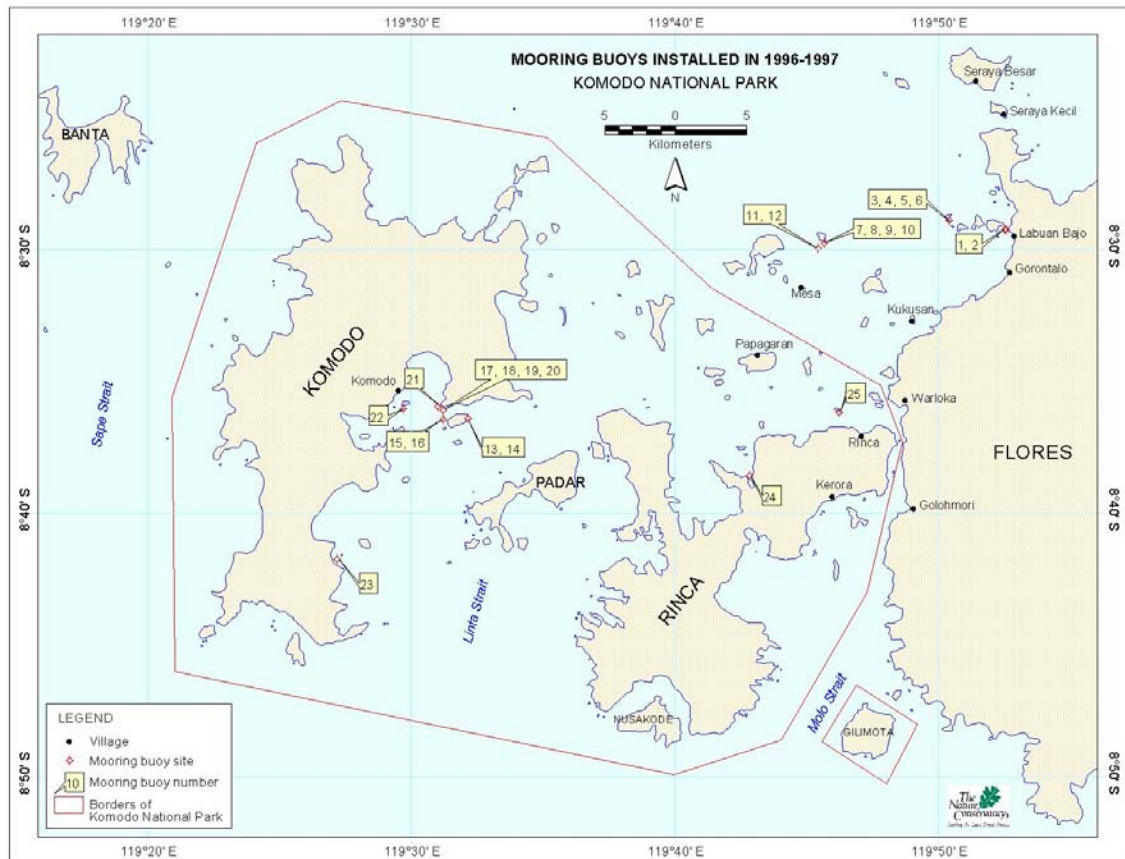 119°20' E
119°30' E
119°40' E
119°50' E
MOORING BUOYS INSTALLED IN 1996-1997
KOMODO NATIONAL PARK
5 0 5
Kilometers
N
Seraya Besar
Seraya Kecil
BANTA
3, 4, 5, 6
11, 12
7, 8, 9, 10
1, 2
Labuan Bajo
8°30' S
8°30' S
Gorontalo
Mesa
Kukusan
KOMODO
Papagaran
Komodo
21
17, 18, 19, 20
25
Warloka
Sape Strait
22
15, 16
13, 14
Rinca
FLORES
PADAR
24
Kerora
8°40' S
8°40' S
Golohmori
23
Linta Strait
RINCA
Molo Strait
NUSAKODE
GILIMOTA
LEGEND
Village
Mooring buoy site
10 Mooring buoy number
Borders of
Komodo National Park
8°50' S
8°50' S
The
Nature
Conservancy
119°20' E
119°30' E
119°40' E
119°50' E